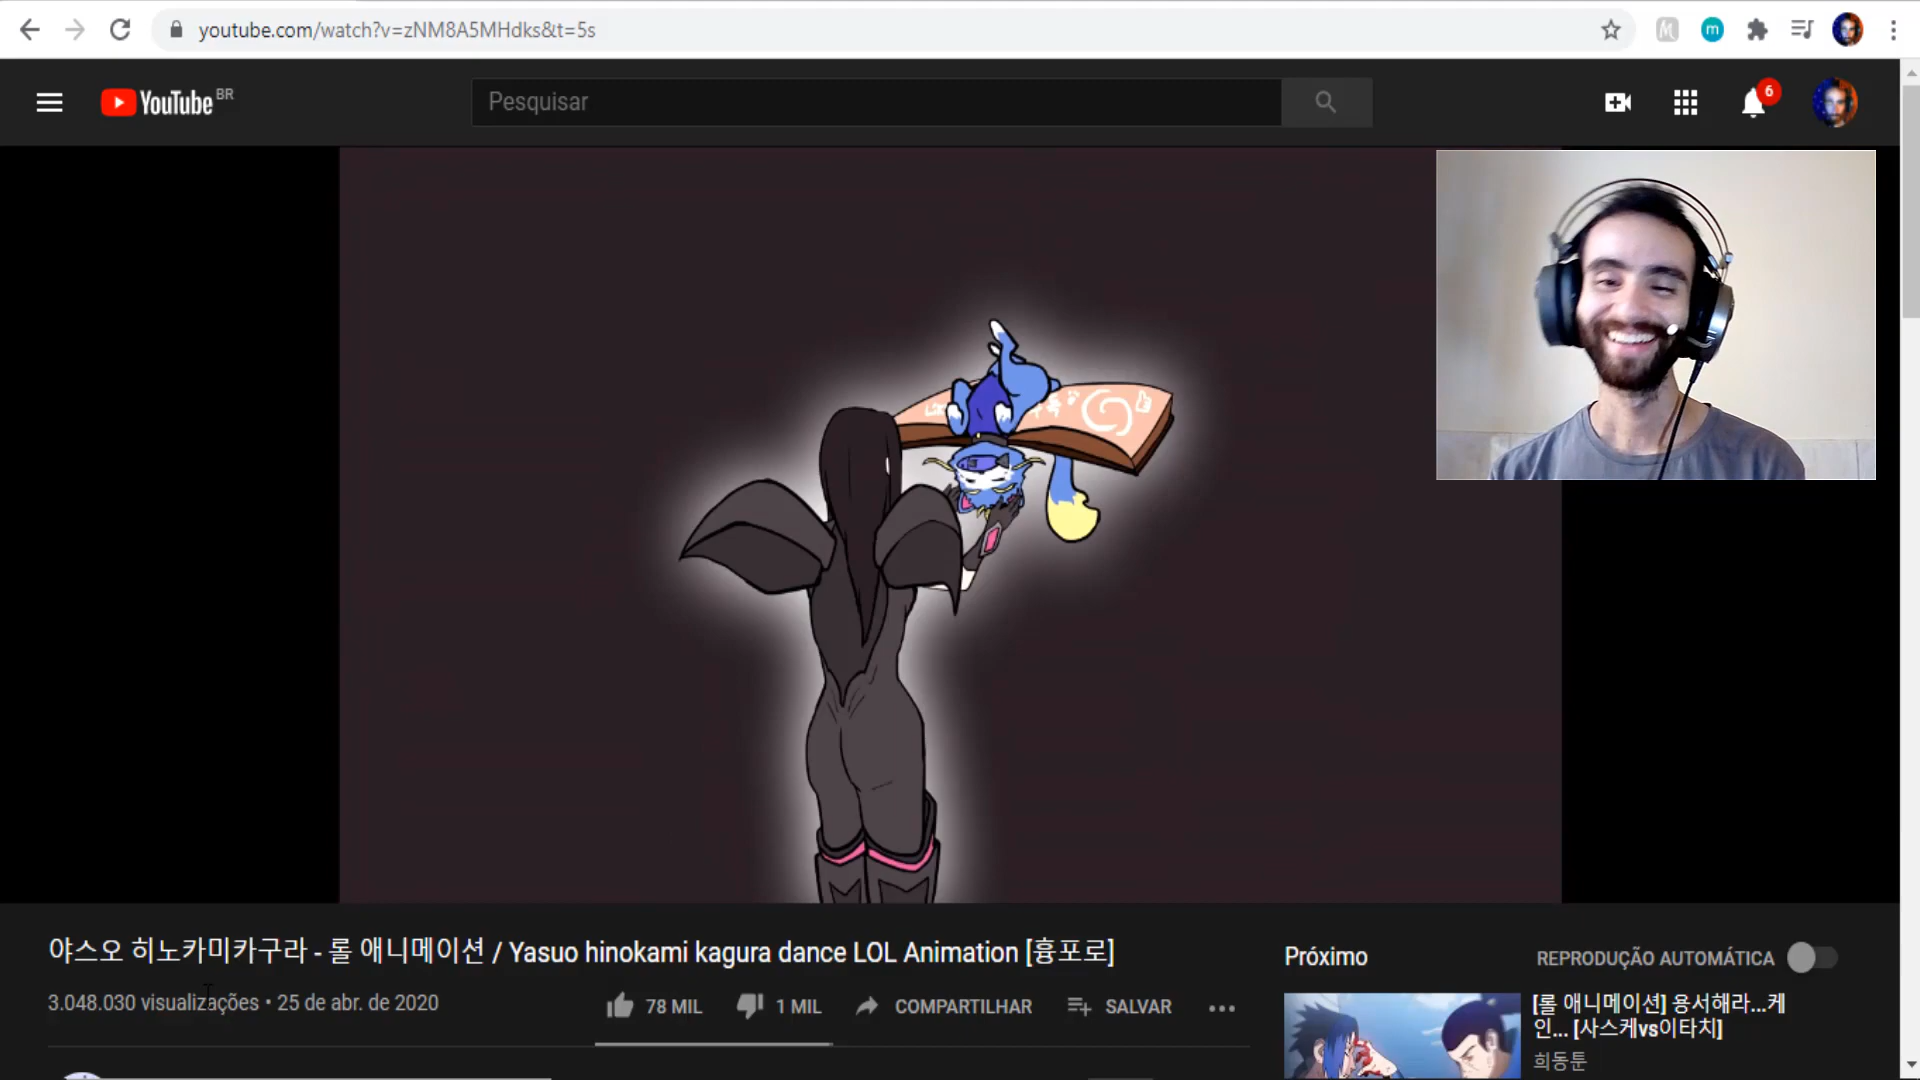 youtube.com/watch?v=zNM8A5MHdks&t=5s
YouTube BR
Pesquisar
6
야스오 히노카미카구라 - 롤 애니메이션 / Yasuo hinokami kagura dance LOL Animation [흉포로]
3.048.030 visualizações • 25 de abr. de 2020
78 MIL
1 MIL
COMPARTILHAR
SALVAR
Próximo
REPRODUÇÃO AUTOMÁTICA
[롤 애니메이션] 용서해라...케
인... [사스케vs이타치]
희동툰